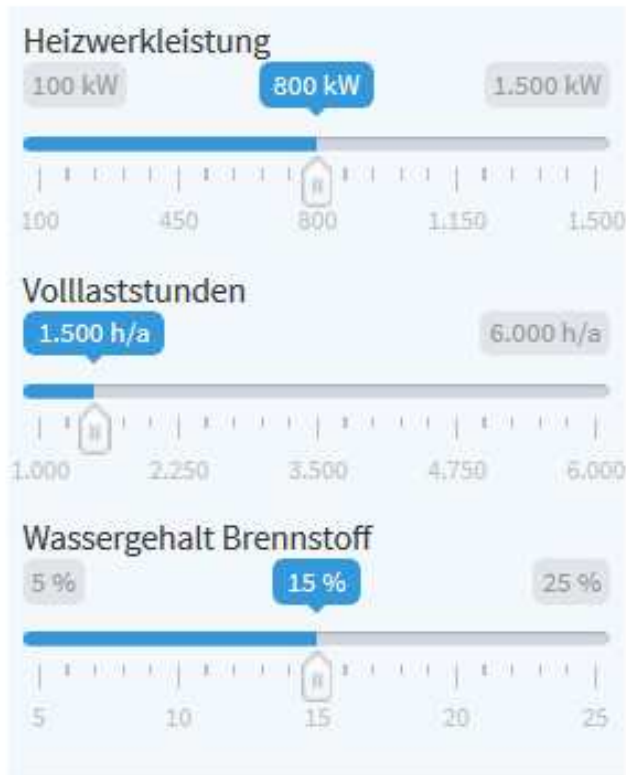 Heizwerkleistung
100 kW 800 kW 1.500 kW
100 450 800 1.150 1.500
Volllaststunden
1.500 h/a 6.000 h/a
1.000 2.250 3.500 4.750 6.000
Wassergehalt Brennstoff
5 % 15 % 25 %
5 10 15 20 25